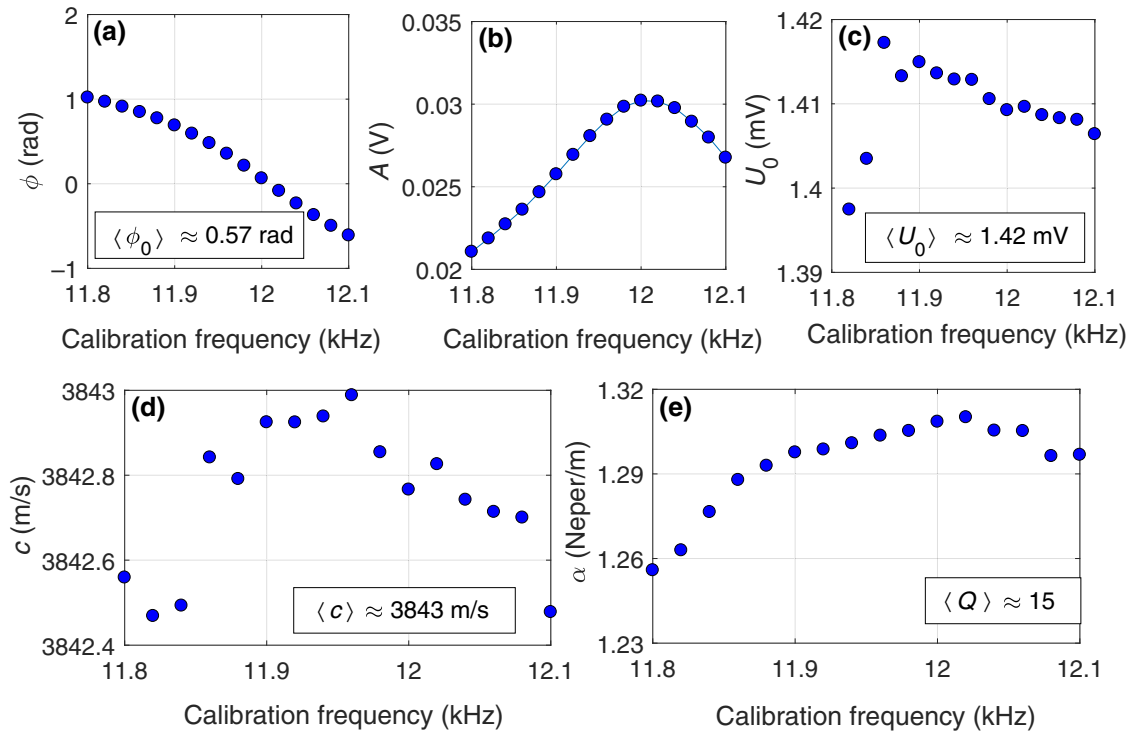 (a)
2
1
0
−1
ϕ (rad)
⟨ϕ₀⟩ ≈ 0.57 rad
11.8 11.9 12 12.1
Calibration frequency (kHz)
(b)
0.035
0.03
0.025
0.02
A (V)
11.8 11.9 12 12.1
Calibration frequency (kHz)
(c)
1.42
1.41
1.4
1.39
U₀ (mV)
⟨U₀⟩ ≈ 1.42 mV
11.8 11.9 12 12.1
Calibration frequency (kHz)
(d)
3843
3842.8
3842.6
3842.4
c (m/s)
⟨c⟩ ≈ 3843 m/s
11.8 11.9 12 12.1
Calibration frequency (kHz)
(e)
1.32
1.29
1.26
1.23
α (Neper/m)
⟨Q⟩ ≈ 15
11.8 11.9 12 12.1
Calibration frequency (kHz)